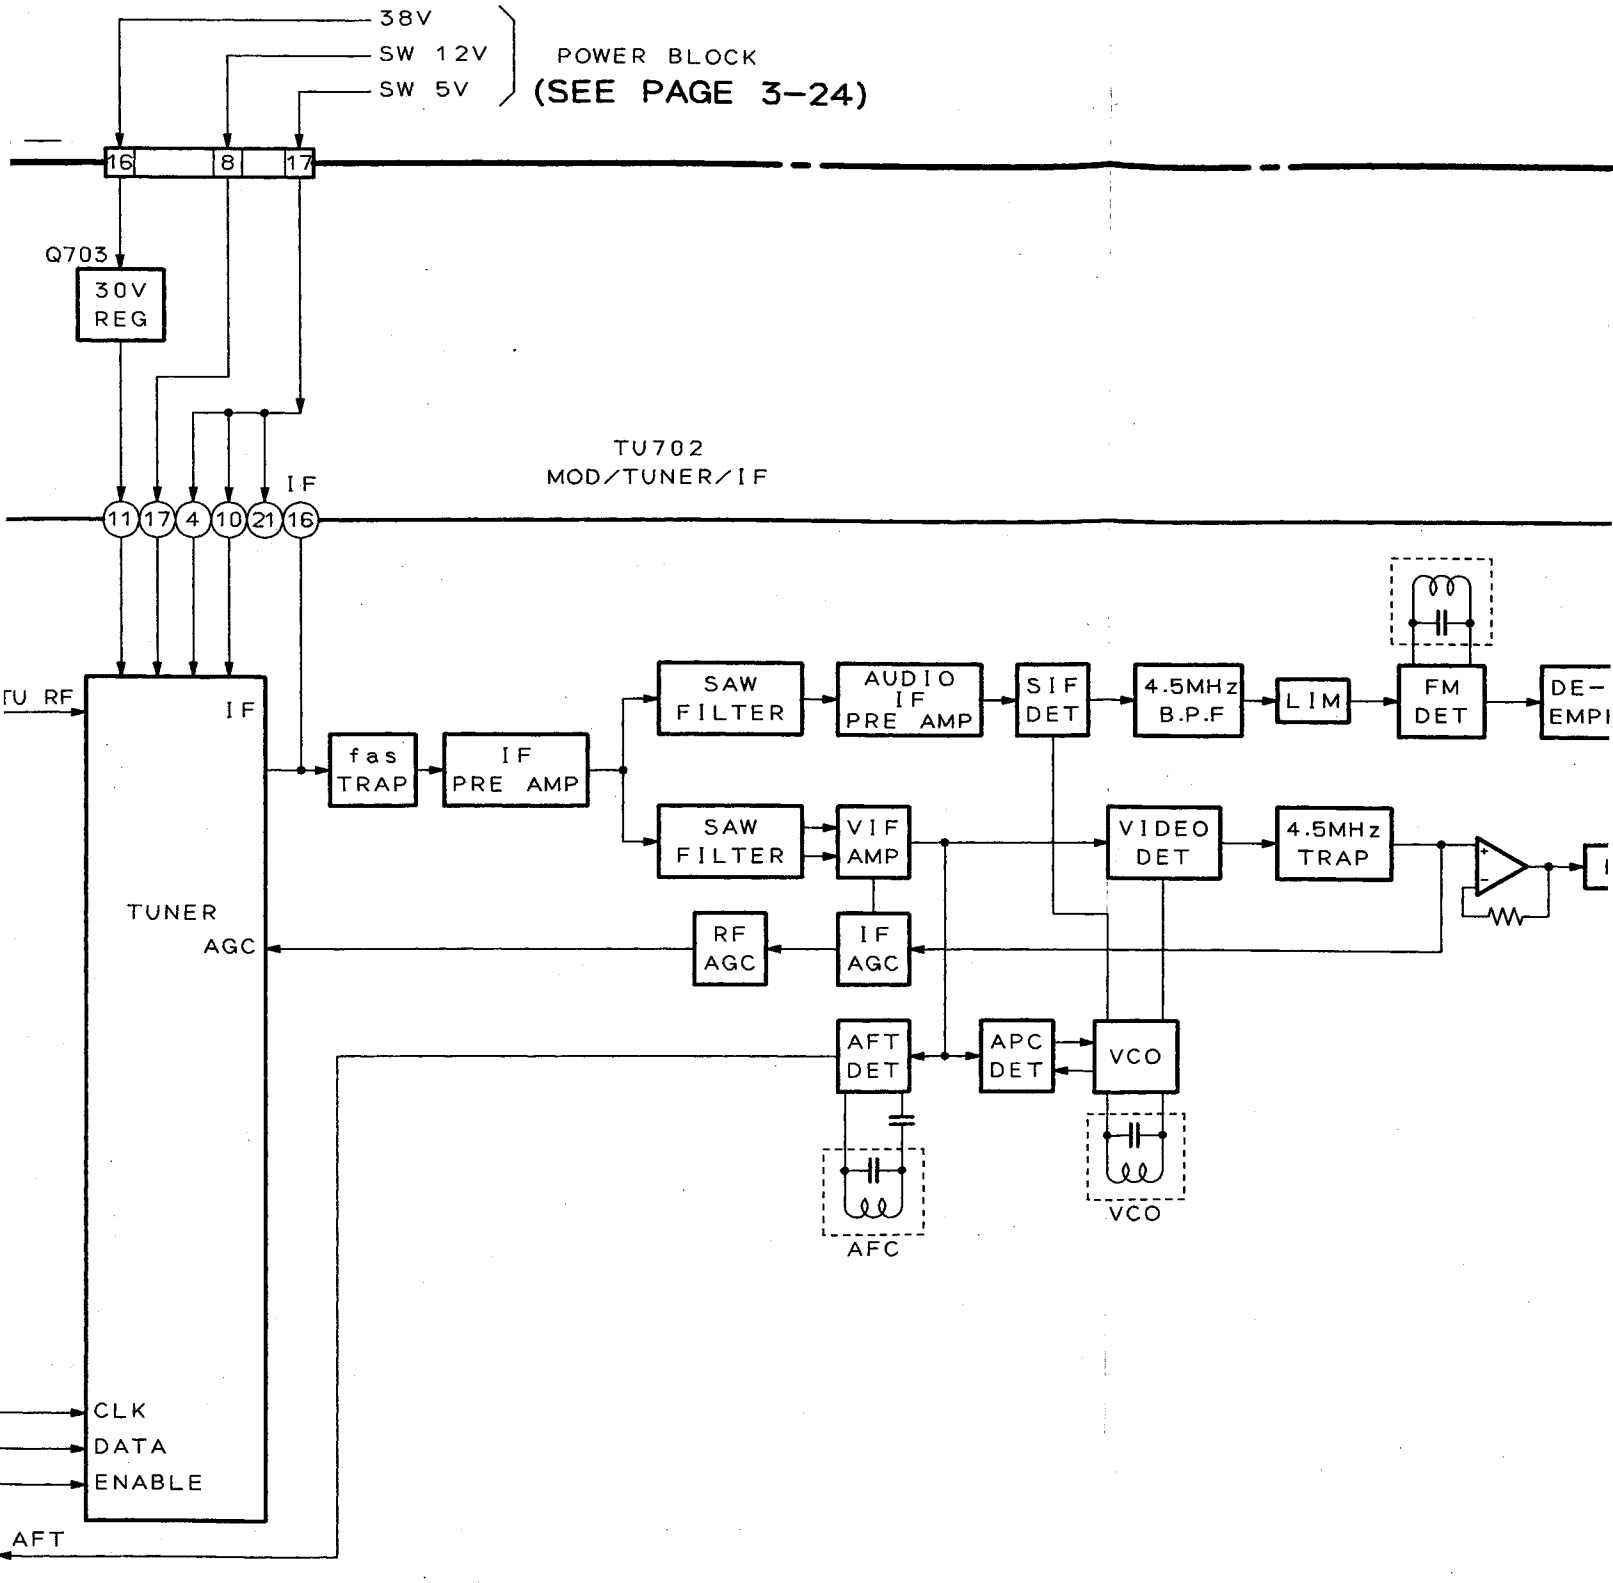 38V
SW 12V
SW 5V
POWER BLOCK
(SEE PAGE 3-24)
16
8
17
Q703
30V
REG
TU702
MOD/TUNER/IF
IF
11
17
4
10
21
16
TU RF
IF
TUNER
AGC
CLK
DATA
ENABLE
AFT
fas
TRAP
IF
PRE AMP
SAW
FILTER
AUDIO
IF
PRE AMP
SIF
DET
4.5MHz
B.P.F
LIM
FM
DET
DE-
EMPH
SAW
FILTER
VIF
AMP
VIDEO
DET
4.5MHz
TRAP
+
-
RF
AGC
IF
AGC
AFT
DET
APC
DET
VCO
AFC
VCO